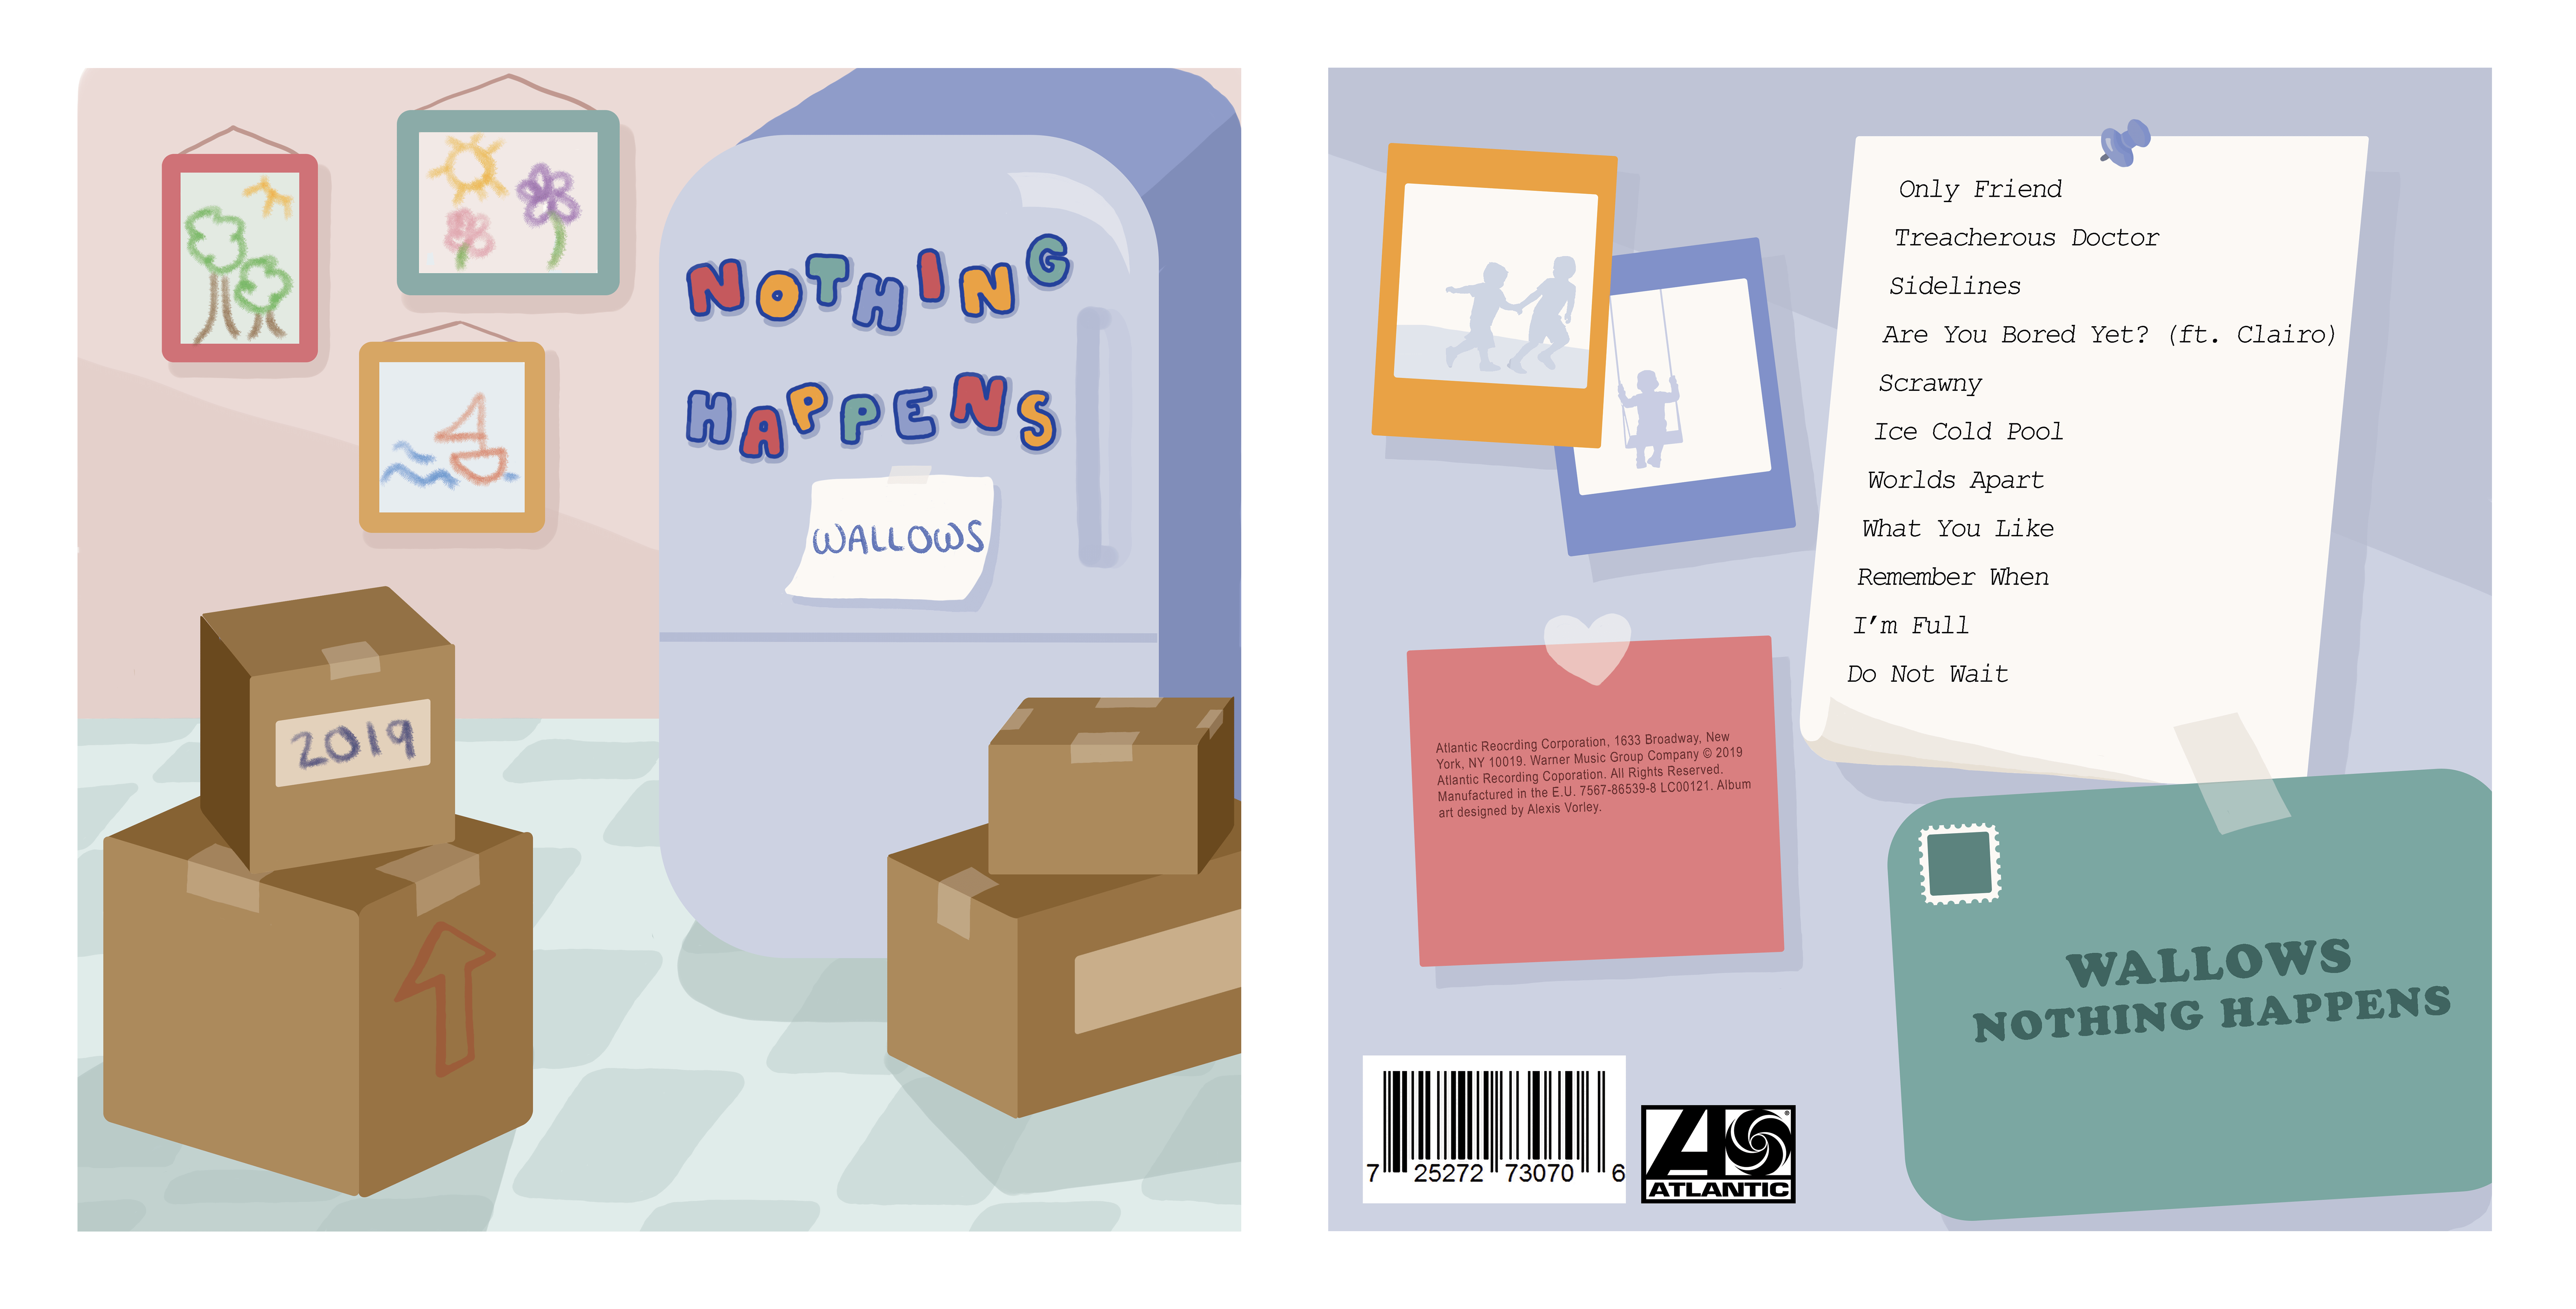 NOTHING
HAPPENS
WALLOWS
2019
Only Friend
Treacherous Doctor
Sidelines
Are You Bored Yet? (ft. Clairo)
Scrawny
Ice Cold Pool
Worlds Apart
What You Like
Remember When
I'm Full
Do Not Wait
Atlantic Reocrding Corporation, 1633 Broadway, New
York, NY 10019. Warner Music Group Company © 2019
Atlantic Recording Coporation. All Rights Reserved.
Manufactured in the E.U. 7567-86539-8 LC00121. Album
art designed by Alexis Vorley.
WALLOWS
NOTHING HAPPENS
7 25272 73070 6
A ®
ATLANTIC